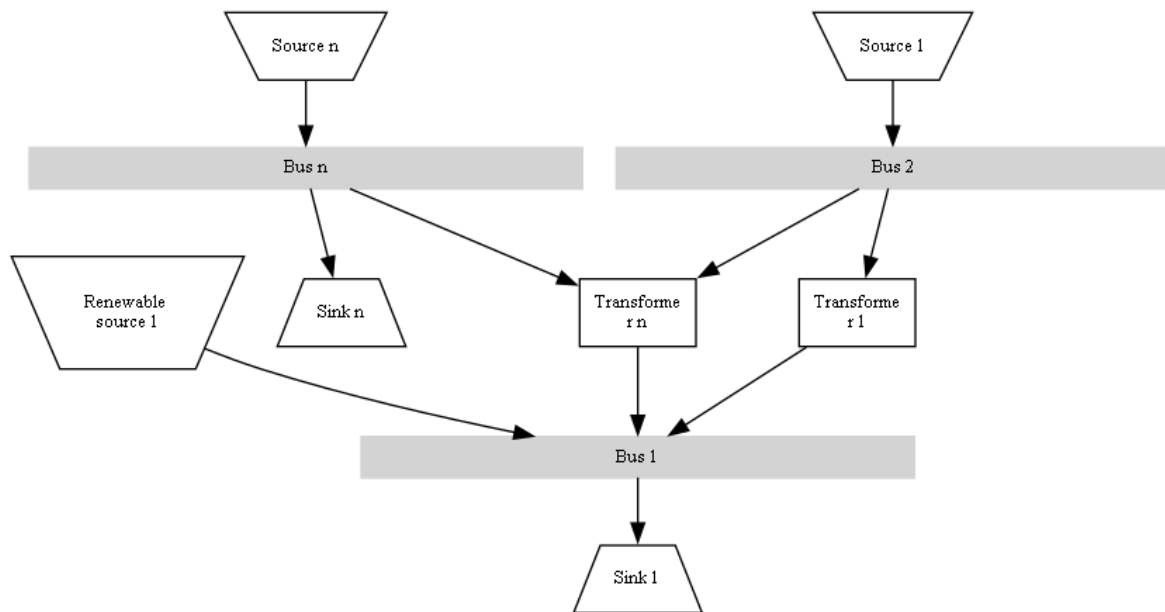 Source n
Source 1
Bus n
Bus 2
Renewable
source 1
Sink n
Transforme
r n
Transforme
r 1
Bus 1
Sink 1